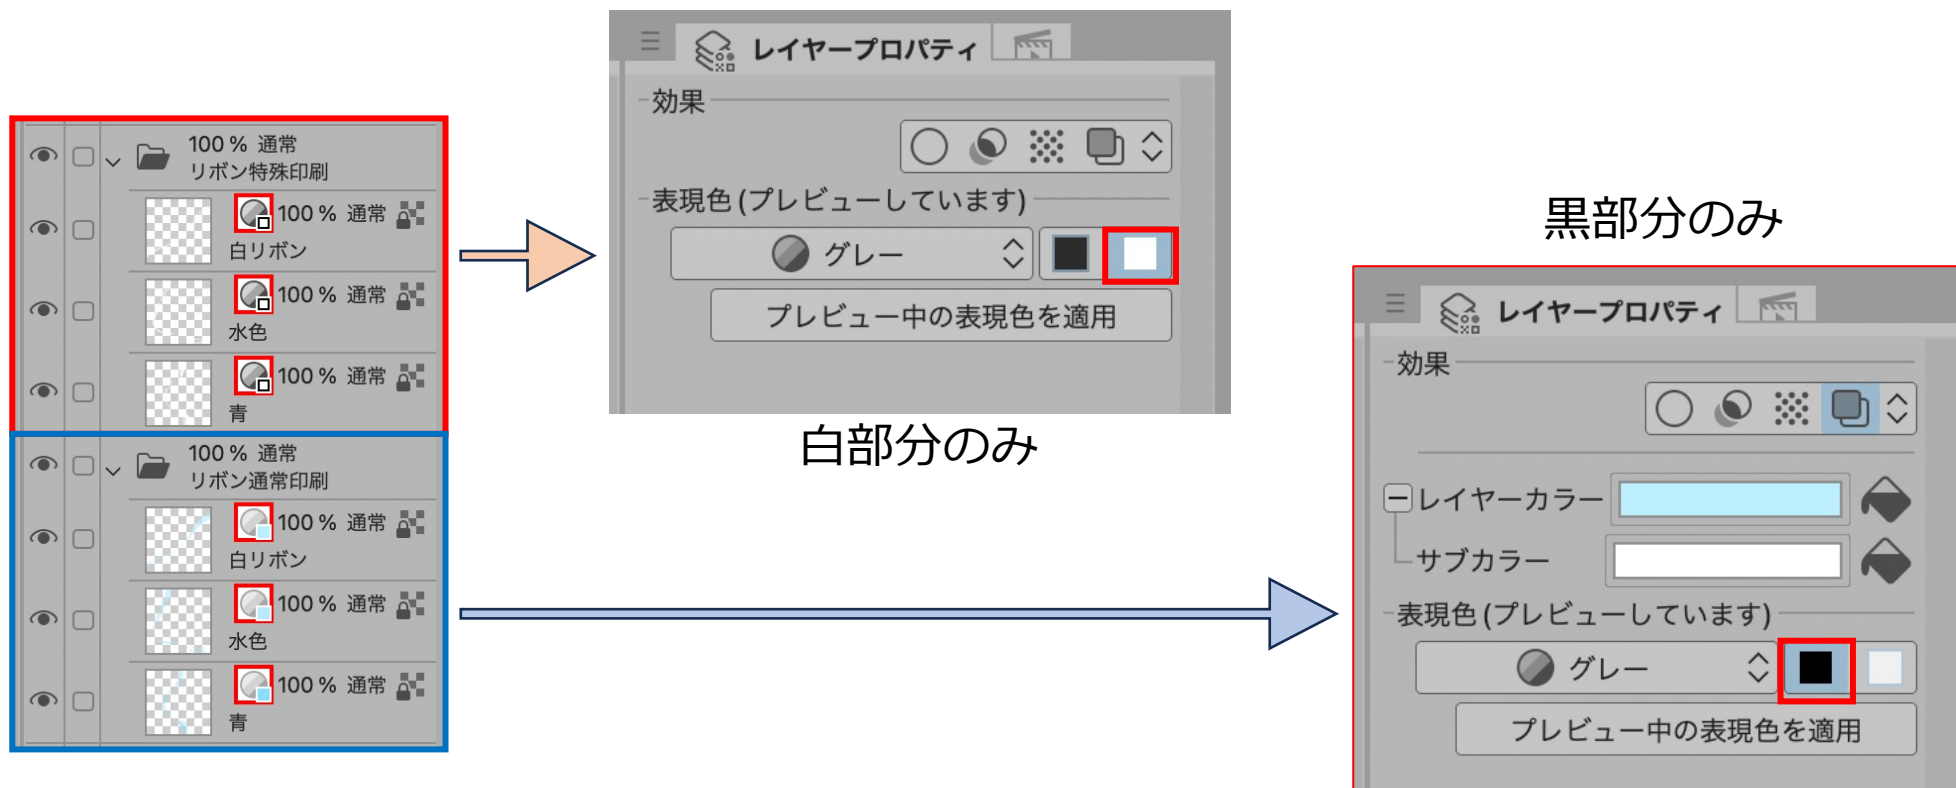 100 % 通常
リボン特殊印刷
100 % 通常
白リボン
100 % 通常
水色
100 % 通常
青
100 % 通常
リボン通常印刷
100 % 通常
白リボン
100 % 通常
水色
100 % 通常
青
レイヤープロパティ
効果
表現色 (プレビューしています)
グレー
プレビュー中の表現色を適用
白部分のみ
黒部分のみ
レイヤープロパティ
効果
レイヤーカラー
サブカラー
表現色 (プレビューしています)
グレー
プレビュー中の表現色を適用